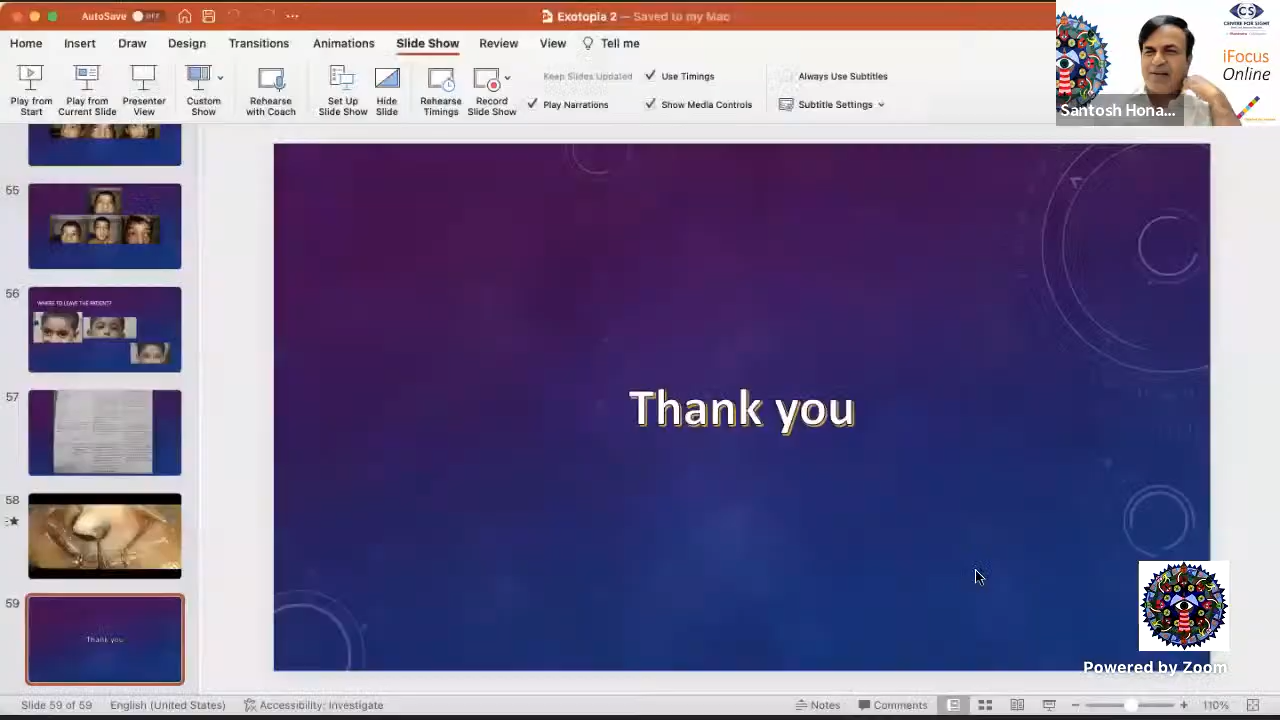 AutoSave OFF
Exotopia 2 — Saved to my Mac
Home Insert Draw Design Transitions Animations Slide Show Review View Tell me
Play from Start
Play from Current Slide
Presenter View
Custom Show
Rehearse with Coach
Set Up Slide Show
Hide Slide
Rehearse Timings
Record Slide Show
Keep Slides Updated
Play Narrations
Use Timings
Show Media Controls
Always Use Subtitles
Subtitle Settings
CS
CENTRE FOR SIGHT
iFocus
Online
Santosh Hona...
55
56
WHERE TO LEAVE THE PATIENT?
57
58
59
Thank you
Thank you
Powered by Zoom
Slide 59 of 59
English (United States)
Accessibility: Investigate
Notes
Comments
110%